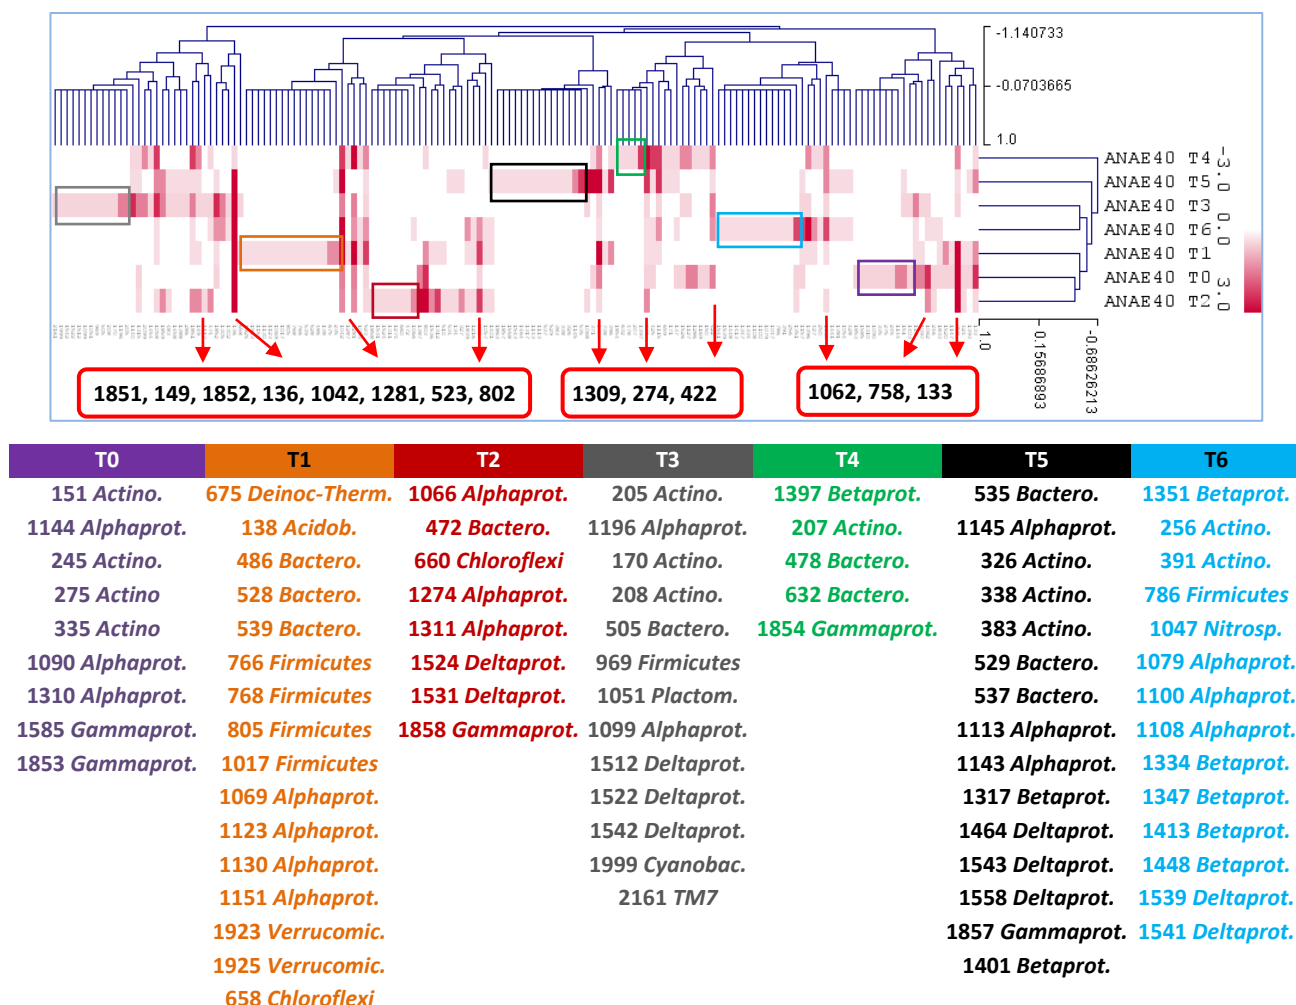 -1.140733
-0.0703665
1.0
ANAE40 T4
ANAE40 T5
ANAE40 T3
ANAE40 T6
ANAE40 T1
ANAE40 T0
ANAE40 T2
-3.0
0.0
3.0
1.0
-0.15686893
-0.68626213
1851, 149, 1852, 136, 1042, 1281, 523, 802
1309, 274, 422
1062, 758, 133
T0 T1 T2 T3 T4 T5 T6
151 Actino. 675 Deinoc-Therm. 1066 Alphaprot. 205 Actino. 1397 Betaprot. 535 Bactero. 1351 Betaprot.
1144 Alphaprot. 138 Acidob. 472 Bactero. 1196 Alphaprot. 207 Actino. 1145 Alphaprot. 256 Actino.
245 Actino. 486 Bactero. 660 Chloroflexi 170 Actino. 478 Bactero. 326 Actino. 391 Actino.
275 Actino 528 Bactero. 1274 Alphaprot. 208 Actino. 632 Bactero. 338 Actino. 786 Firmicutes
335 Actino 539 Bactero. 1311 Alphaprot. 505 Bactero. 1854 Gammaprot. 383 Actino. 1047 Nitrosp.
1090 Alphaprot. 766 Firmicutes 1524 Deltaprot. 969 Firmicutes 529 Bactero. 1079 Alphaprot.
1310 Alphaprot. 768 Firmicutes 1531 Deltaprot. 1051 Plactom. 537 Bactero. 1100 Alphaprot.
1585 Gammaprot. 805 Firmicutes 1858 Gammaprot. 1099 Alphaprot. 1113 Alphaprot. 1108 Alphaprot.
1853 Gammaprot. 1017 Firmicutes 1512 Deltaprot. 1143 Alphaprot. 1334 Betaprot.
1069 Alphaprot. 1522 Deltaprot. 1317 Betaprot. 1347 Betaprot.
1123 Alphaprot. 1542 Deltaprot. 1464 Deltaprot. 1413 Betaprot.
1130 Alphaprot. 1999 Cyanobac. 1543 Deltaprot. 1448 Betaprot.
1151 Alphaprot. 2161 TM7 1558 Deltaprot. 1539 Deltaprot.
1923 Verrucomic. 1857 Gammaprot. 1541 Deltaprot.
1925 Verrucomic. 1401 Betaprot.
658 Chloroflexi